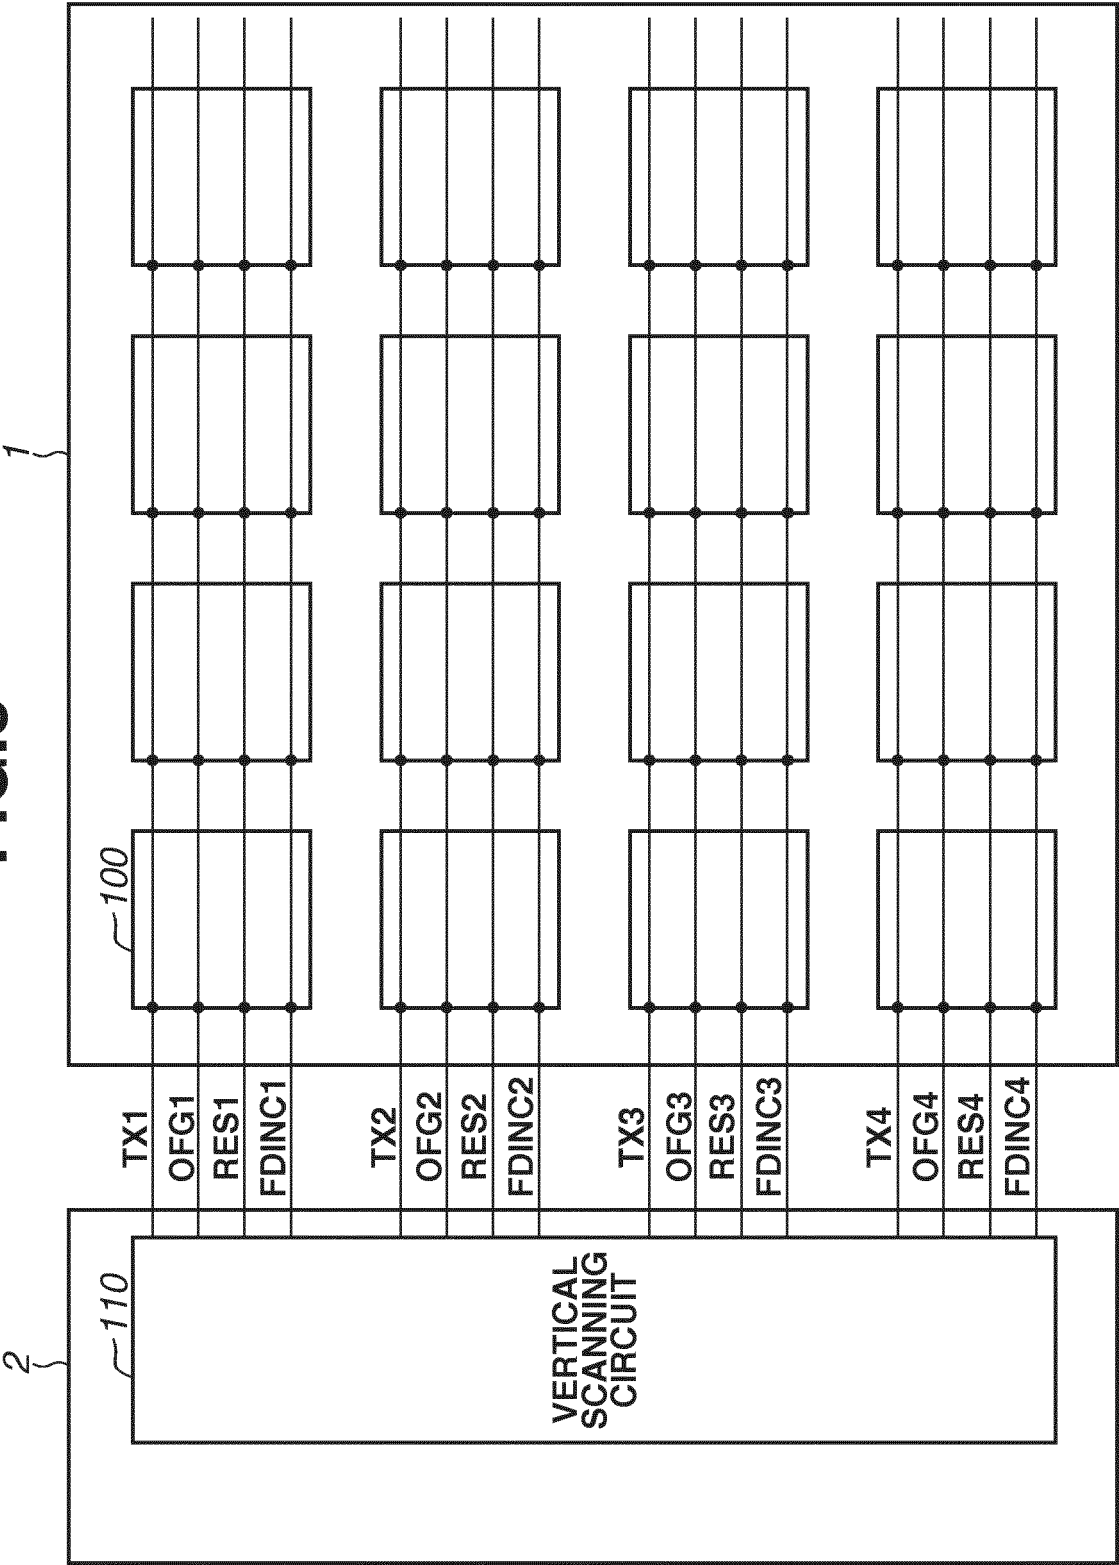 1
100
TX1
OFG1
RES1
FDINC1
TX2
OFG2
RES2
FDINC2
TX3
OFG3
RES3
FDINC3
TX4
OFG4
RES4
FDINC4
2
110
VERTICAL
SCANNING
CIRCUIT